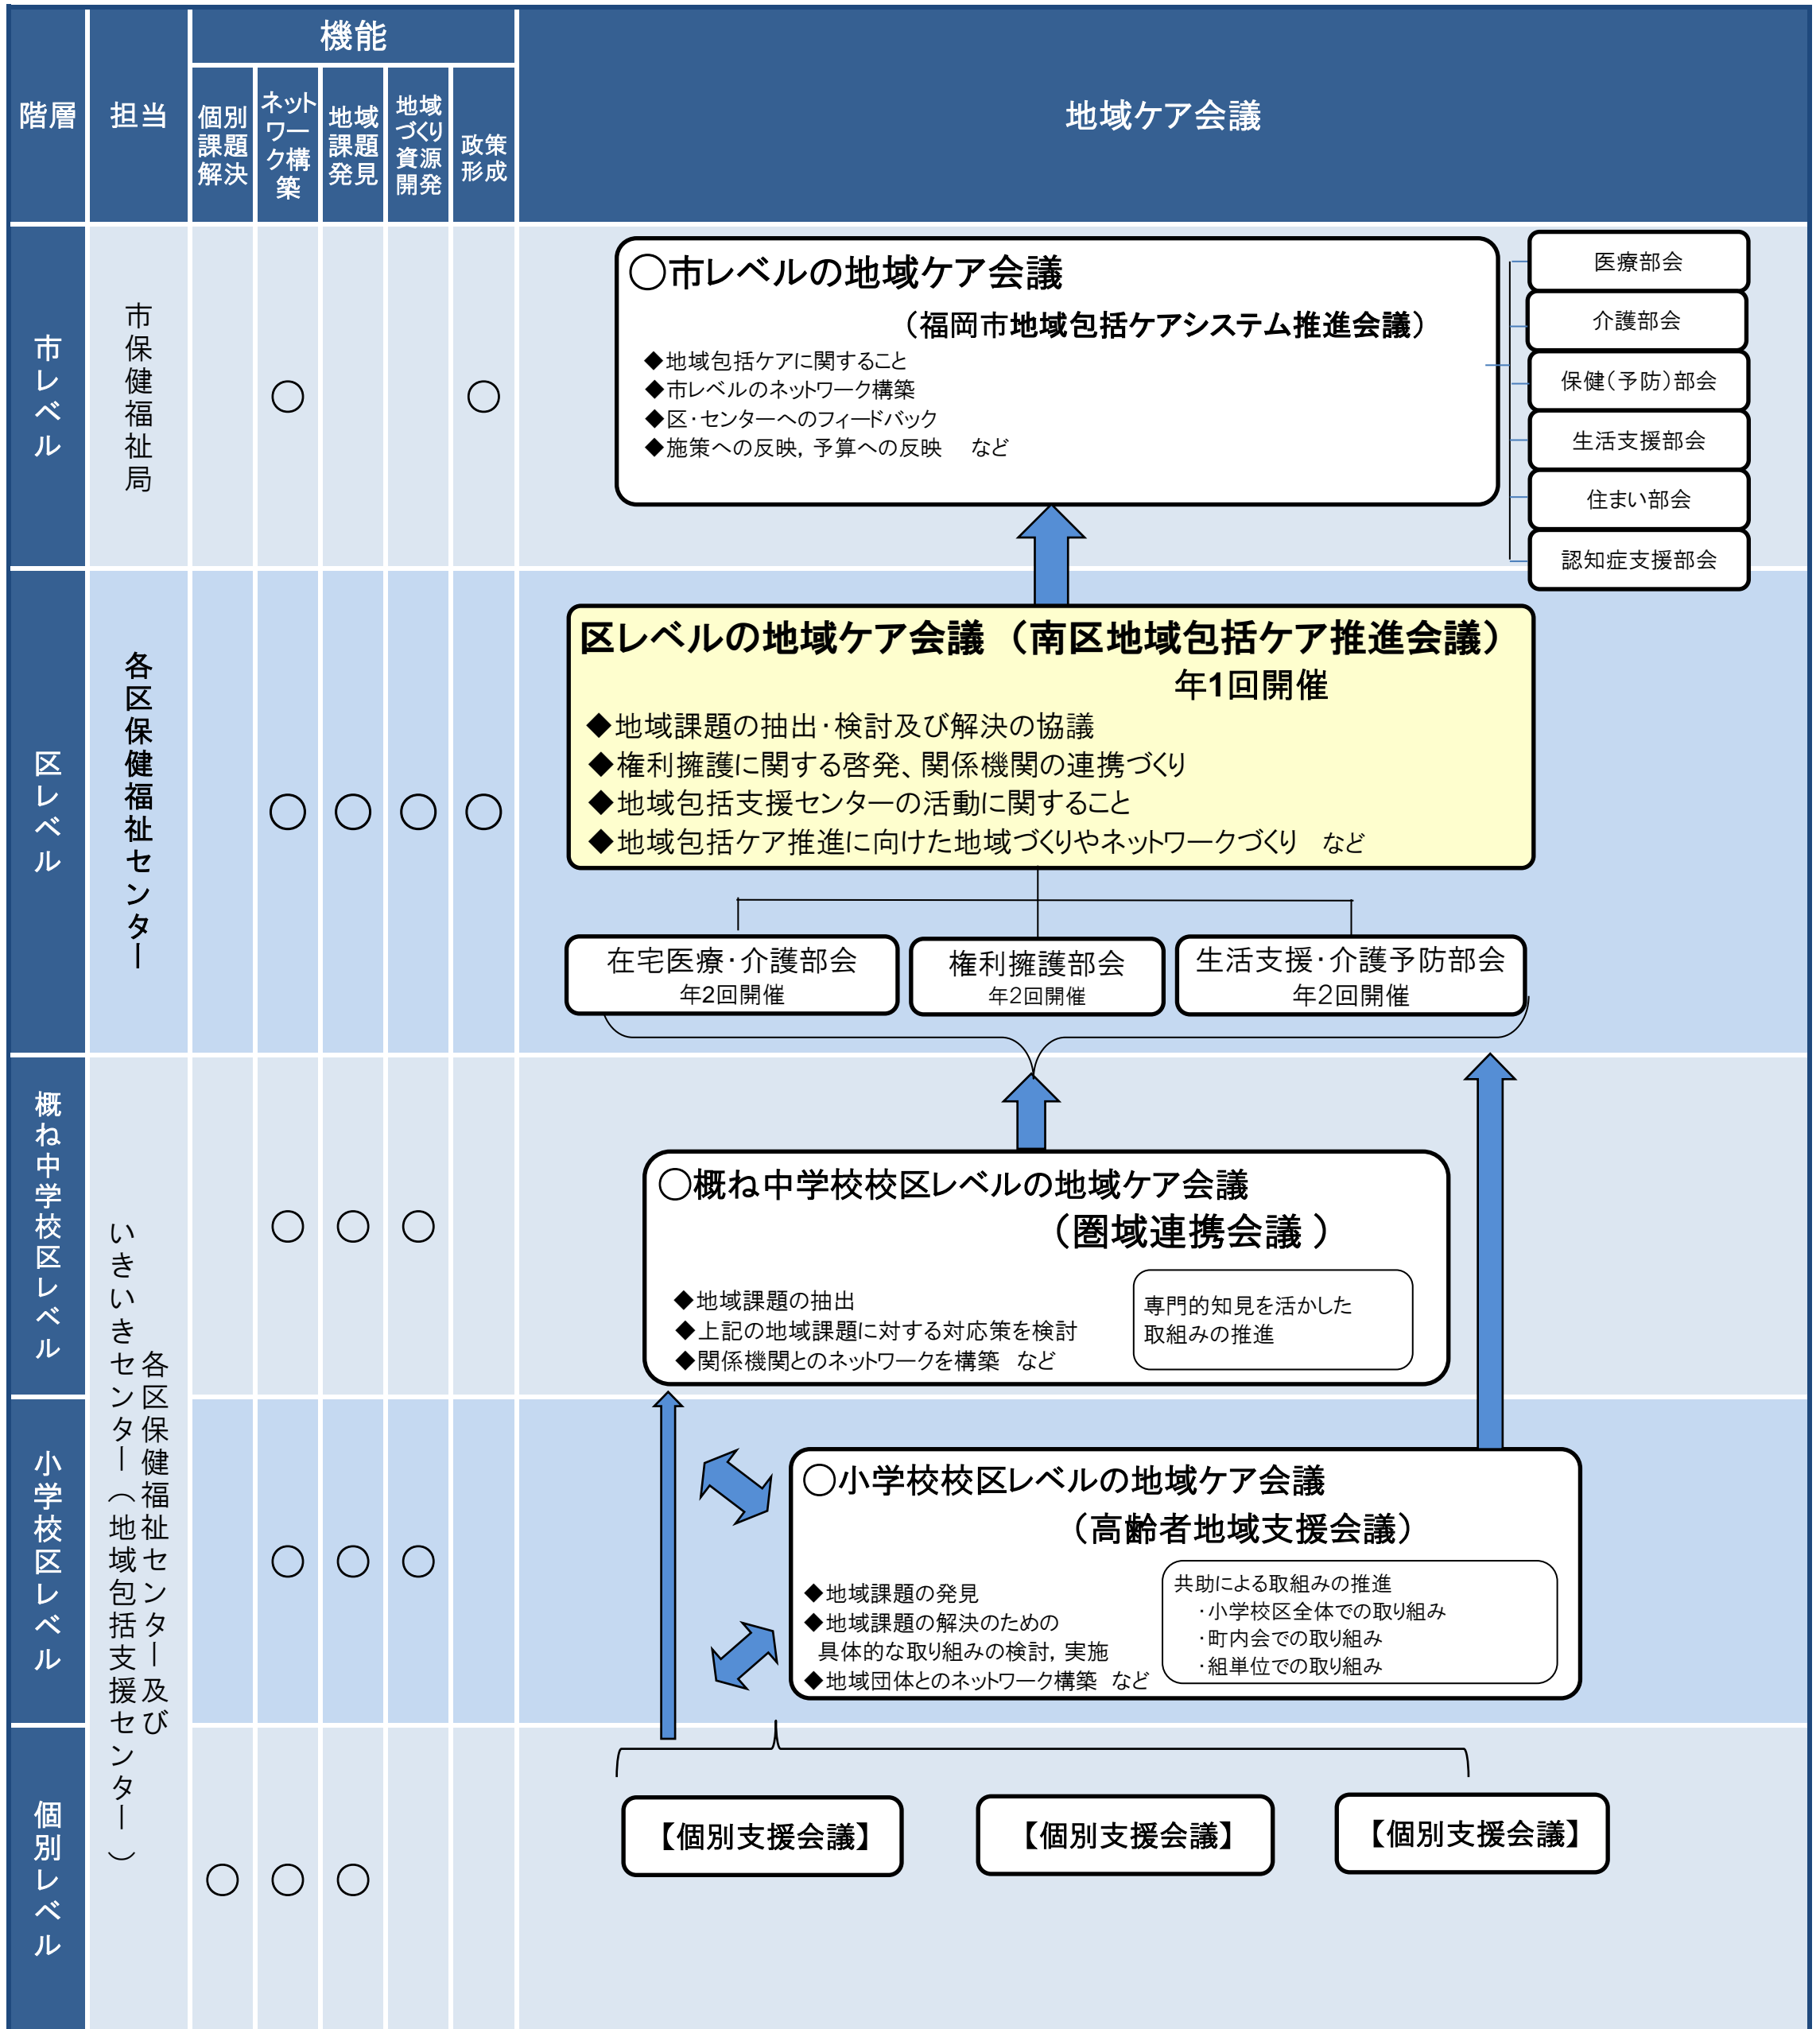 階層
担当
機能
個別
課題
解決
ネット
ワー
ク構
築
地域
課題
発見
地域
づくり
資源
開発
政策
形成
地域ケア会議
市レベル
市保健福祉局
○
○
○市レベルの地域ケア会議
（福岡市地域包括ケアシステム推進会議）
◆地域包括ケアに関すること
◆市レベルのネットワーク構築
◆区・センターへのフィードバック
◆施策への反映，予算への反映　など
医療部会
介護部会
保健（予防）部会
生活支援部会
住まい部会
認知症支援部会
区レベル
各区保健福祉センター
○
○
○
○
区レベルの地域ケア会議 （南区地域包括ケア推進会議）
年1回開催
◆地域課題の抽出・検討及び解決の協議
◆権利擁護に関する啓発、関係機関の連携づくり
◆地域包括支援センターの活動に関すること
◆地域包括ケア推進に向けた地域づくりやネットワークづくり　など
在宅医療・介護部会
年2回開催
権利擁護部会
年2回開催
生活支援・介護予防部会
年2回開催
概ね中学校区レベル
各区保健福祉センター及び
いきいきセンター（地域包括支援センター）
○
○
○
○概ね中学校校区レベルの地域ケア会議
（圏域連携会議 ）
◆地域課題の抽出
◆上記の地域課題に対する対応策を検討
◆関係機関とのネットワークを構築　など
専門的知見を活かした
取組みの推進
小学校区レベル
○
○
○
○小学校校区レベルの地域ケア会議
（高齢者地域支援会議）
◆地域課題の発見
◆地域課題の解決のための
具体的な取り組みの検討，実施
◆地域団体とのネットワーク構築　など
共助による取組みの推進
・小学校区全体での取り組み
・町内会での取り組み
・組単位での取り組み
個別レベル
○
○
○
【個別支援会議】
【個別支援会議】
【個別支援会議】